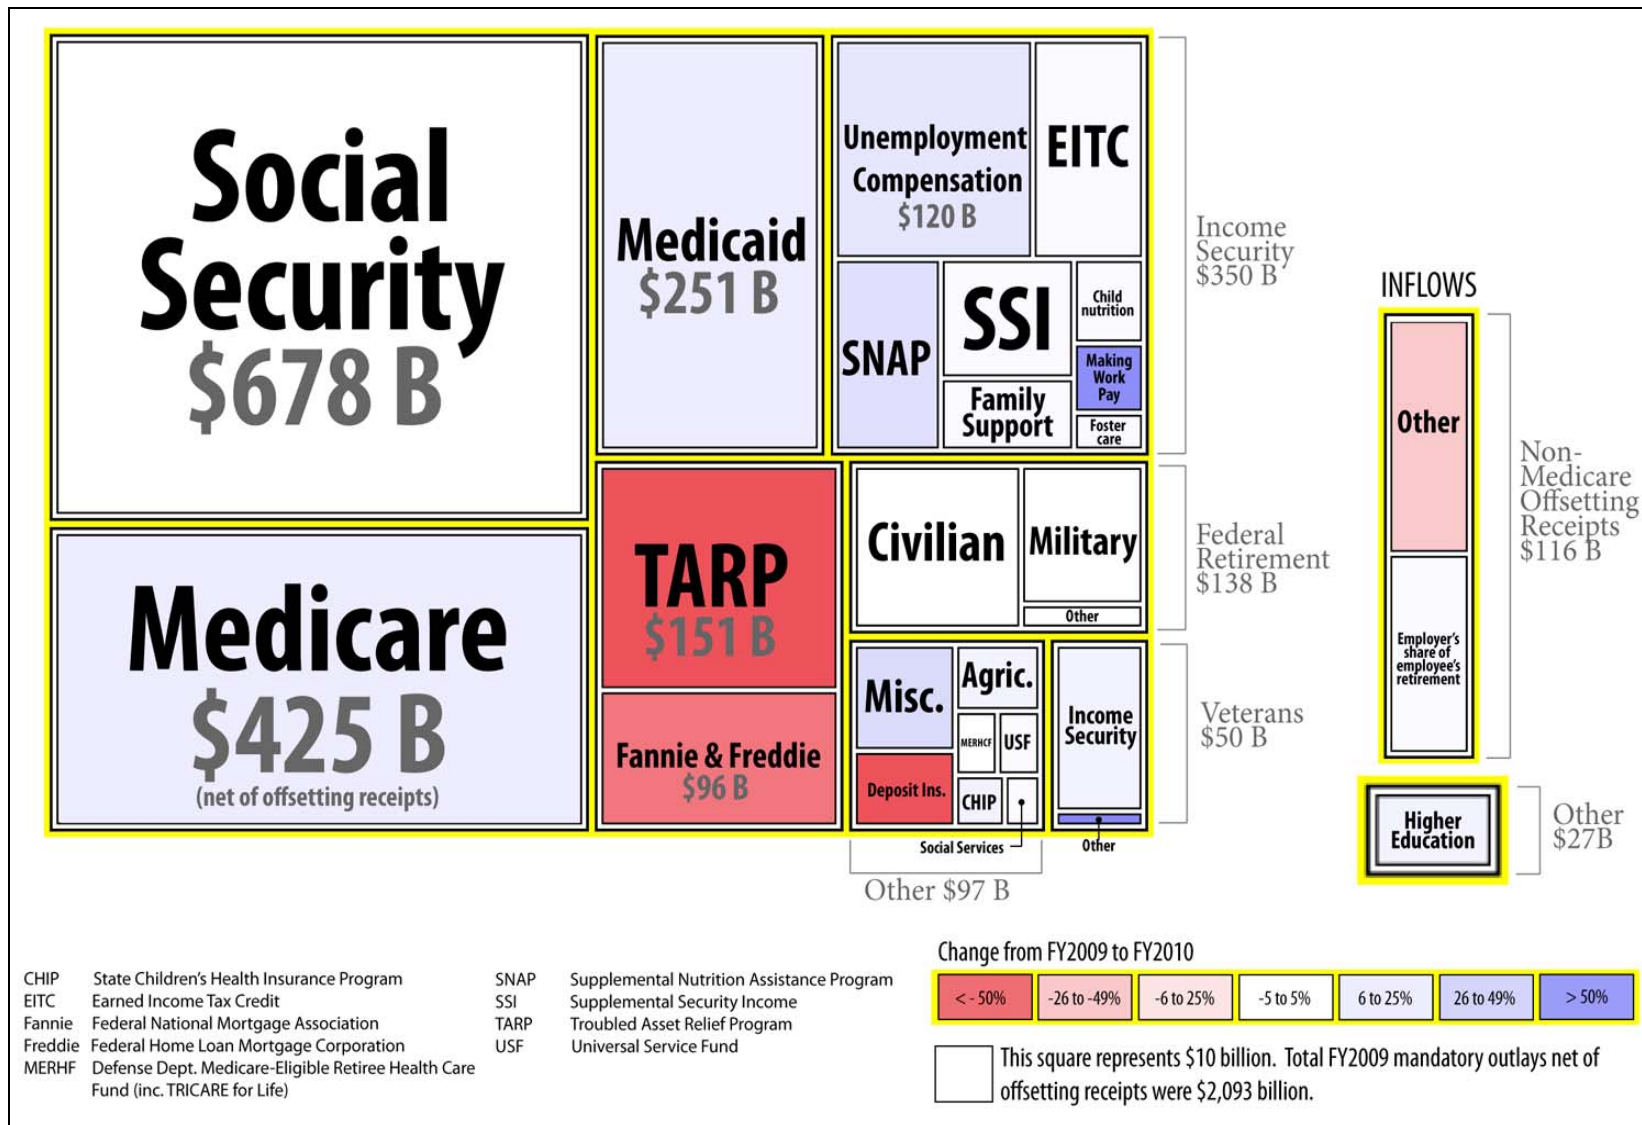 Social
Security
$678 B
Medicare
$425 B
(net of offsetting receipts)
Medicaid
$251 B
TARP
$151 B
Fannie & Freddie
$96 B
Unemployment
Compensation
$120 B
EITC
SNAP
SSI
Family
Support
Child
nutrition
Making
Work
Pay
Foster
care
Income
Security
$350 B
Civilian
Military
Other
Federal
Retirement
$138 B
Misc.
Agric.
MERHCF
USF
Deposit Ins.
CHIP
Social Services
Other $97 B
Income
Security
Other
Veterans
$50 B
INFLOWS
Other
Employer's
share of
employee's
retirement
Non-
Medicare
Offsetting
Receipts
$116 B
Higher
Education
Other
$27B
CHIP State Children's Health Insurance Program
EITC Earned Income Tax Credit
Fannie Federal National Mortgage Association
Freddie Federal Home Loan Mortgage Corporation
MERHF Defense Dept. Medicare-Eligible Retiree Health Care
Fund (inc. TRICARE for Life)
SNAP Supplemental Nutrition Assistance Program
SSI Supplemental Security Income
TARP Troubled Asset Relief Program
USF Universal Service Fund
Change from FY2009 to FY2010
< - 50% -26 to -49% -6 to 25% -5 to 5% 6 to 25% 26 to 49% > 50%
This square represents $10 billion. Total FY2009 mandatory outlays net of
offsetting receipts were $2,093 billion.